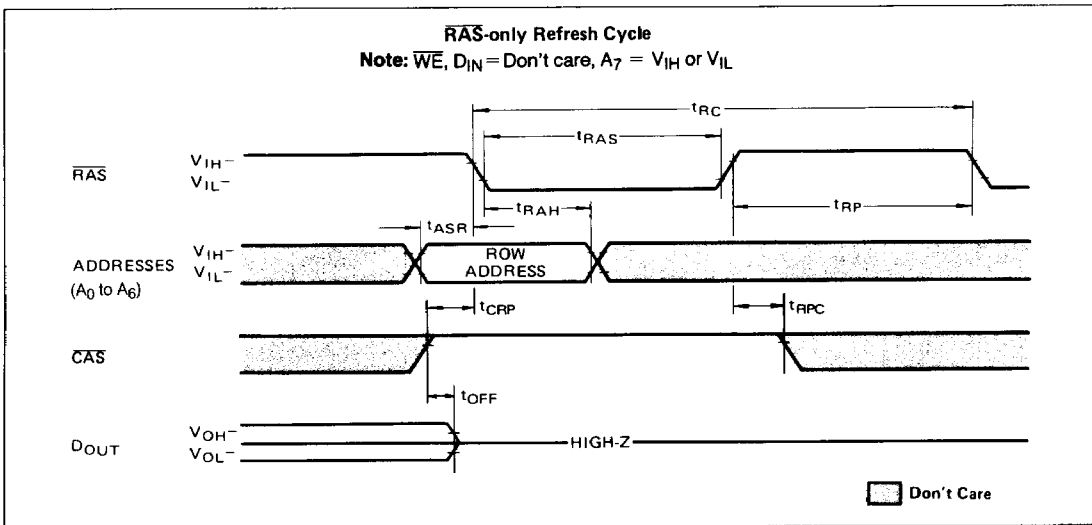 RAS-only Refresh Cycle
Note: WE, DIN = Don't care, A7 = VIH or VIL
tRC
tRAS
RAS
VIH-
VIL-
tRAH
tRP
tASR
ADDRESSES
(A0 to A6)
VIH-
VIL-
ROW
ADDRESS
tCRP
tRPC
CAS
tOFF
DOUT
VOH-
VOL-
HIGH-Z
Don't Care